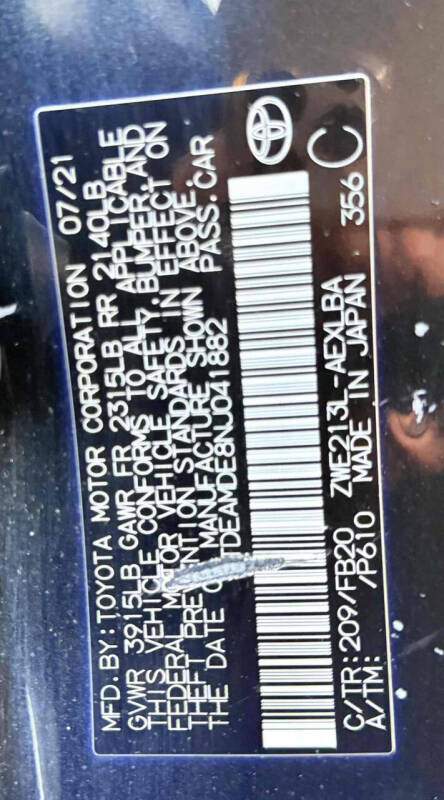 MFD. BY: TOYOTA MOTOR CORPORATION 07/21
GVWR 3915LB GAWR FR 2315LB RR 2140LB
THIS VEHICLE CONFORMS TO ALL APPLICABLE
FEDERAL MOTOR VEHICLE SAFETY, BUMPER, AND
THEFT PREVENTION STANDARDS IN EFFECT ON
THE DATE OF MANUFACTURE SHOWN ABOVE.
TDEAMDE8NJ041882 PASS. CAR
C/TR: 209/FB20 ZWE213L-AEXLBA 356 C
A/TM: /P610 MADE IN JAPAN